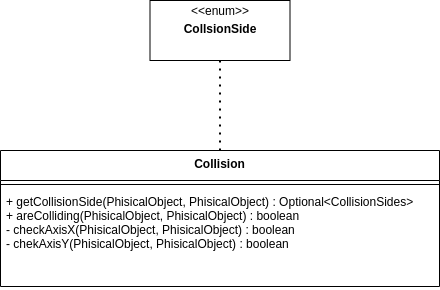 <<enum>>
CollsionSide
Collision
+ getCollisionSide(PhisicalObject, PhisicalObject) : Optional<CollisionSides>
+ areColliding(PhisicalObject, PhisicalObject) : boolean
- checkAxisX(PhisicalObject, PhisicalObject) : boolean
- chekAxisY(PhisicalObject, PhisicalObject) : boolean